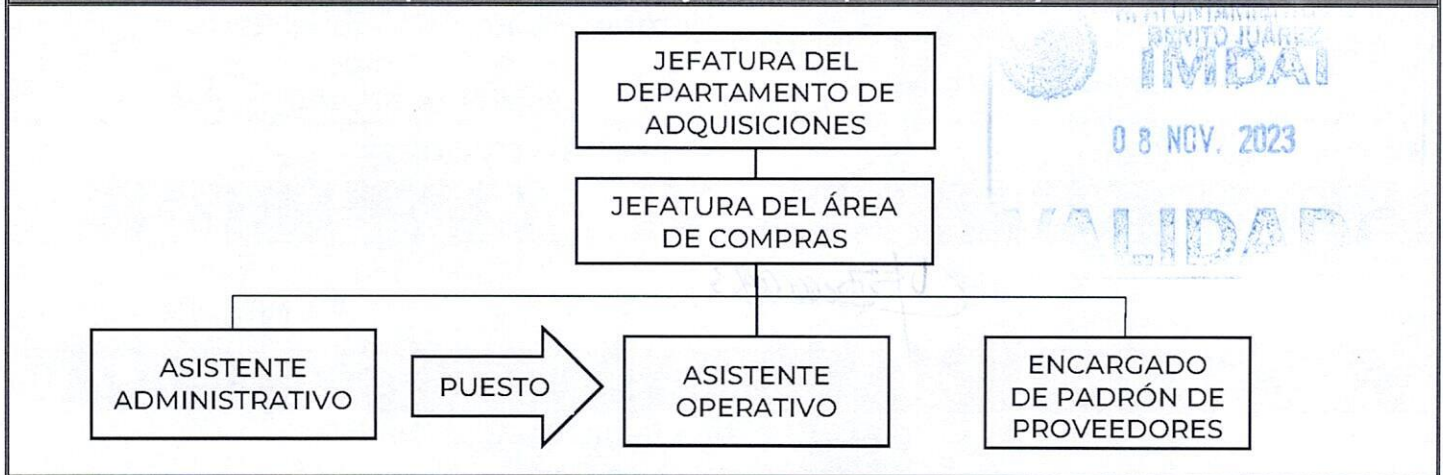 JEFATURA DEL
DEPARTAMENTO DE
ADQUISICIONES
BENITO JUÁREZ
IMDAI
08 NOV. 2023
VALIDADO
JEFATURA DEL ÁREA
DE COMPRAS
ASISTENTE
ADMINISTRATIVO
PUESTO
ASISTENTE
OPERATIVO
ENCARGADO
DE PADRÓN DE
PROVEEDORES